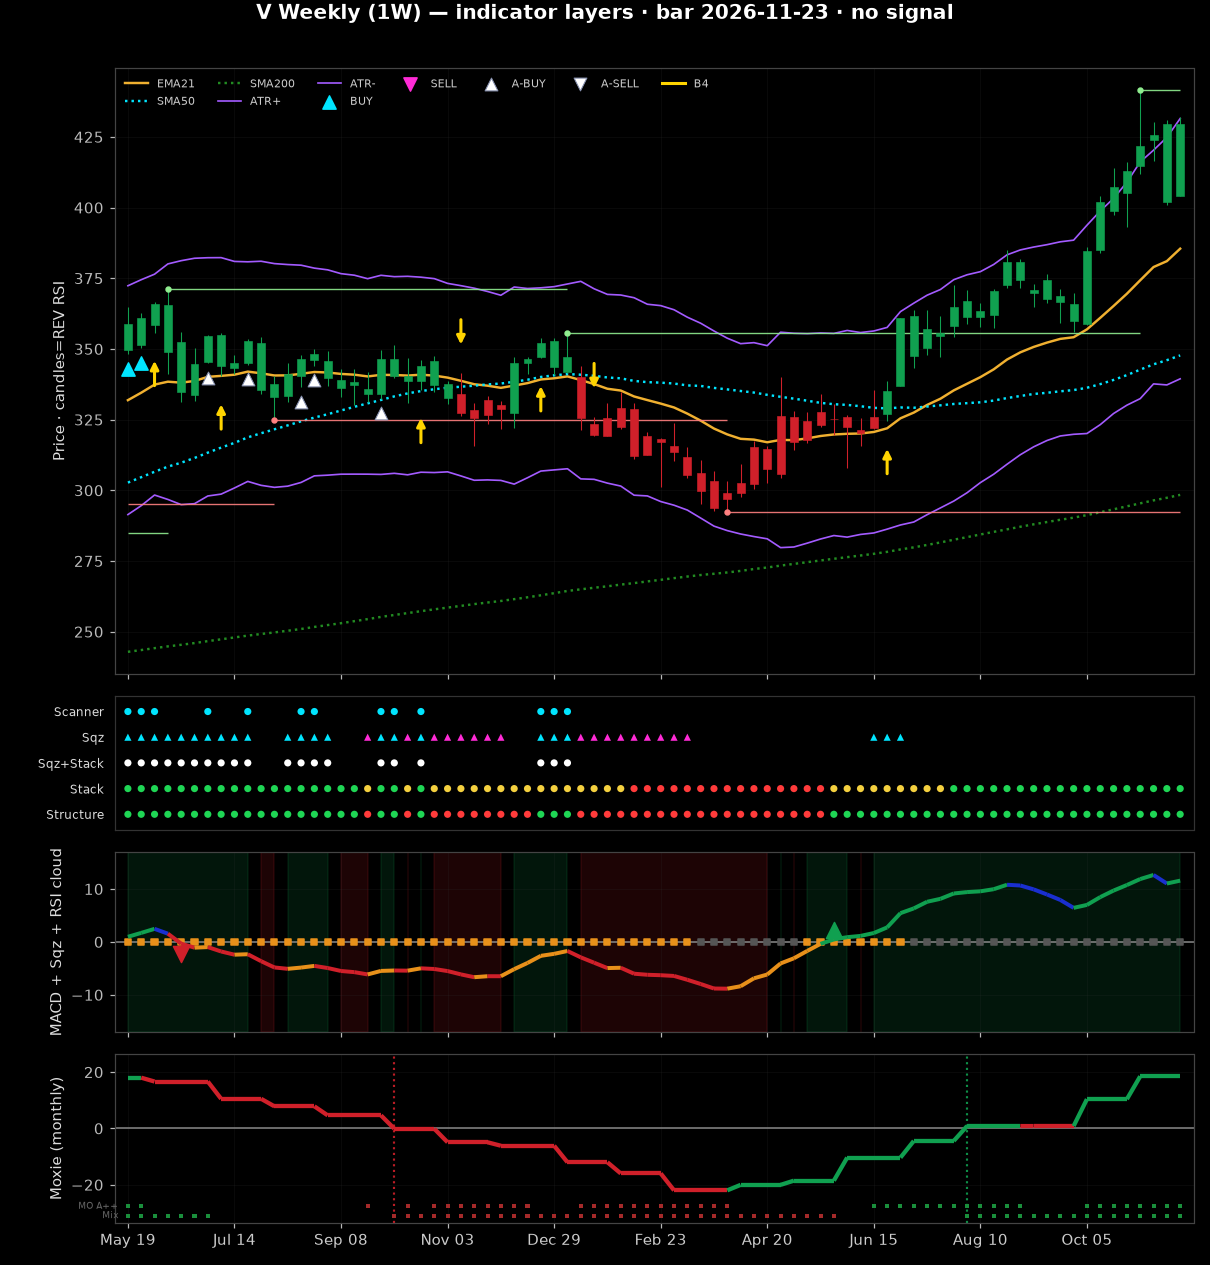 V Weekly (1W) — indicator layers · bar 2026-11-23 · no signal
EMA21 SMA200 ATR- SELL A-BUY A-SELL B4
SMA50 ATR+ BUY
Price · candles=REV RSI
425
400
375
350
325
300
275
250
Scanner
Sqz
Sqz+Stack
Stack
Structure
MACD + Sqz + RSI cloud
10
0
−10
Moxie (monthly)
20
0
−20
MO A++
Mix
May 19 Jul 14 Sep 08 Nov 03 Dec 29 Feb 23 Apr 20 Jun 15 Aug 10 Oct 05